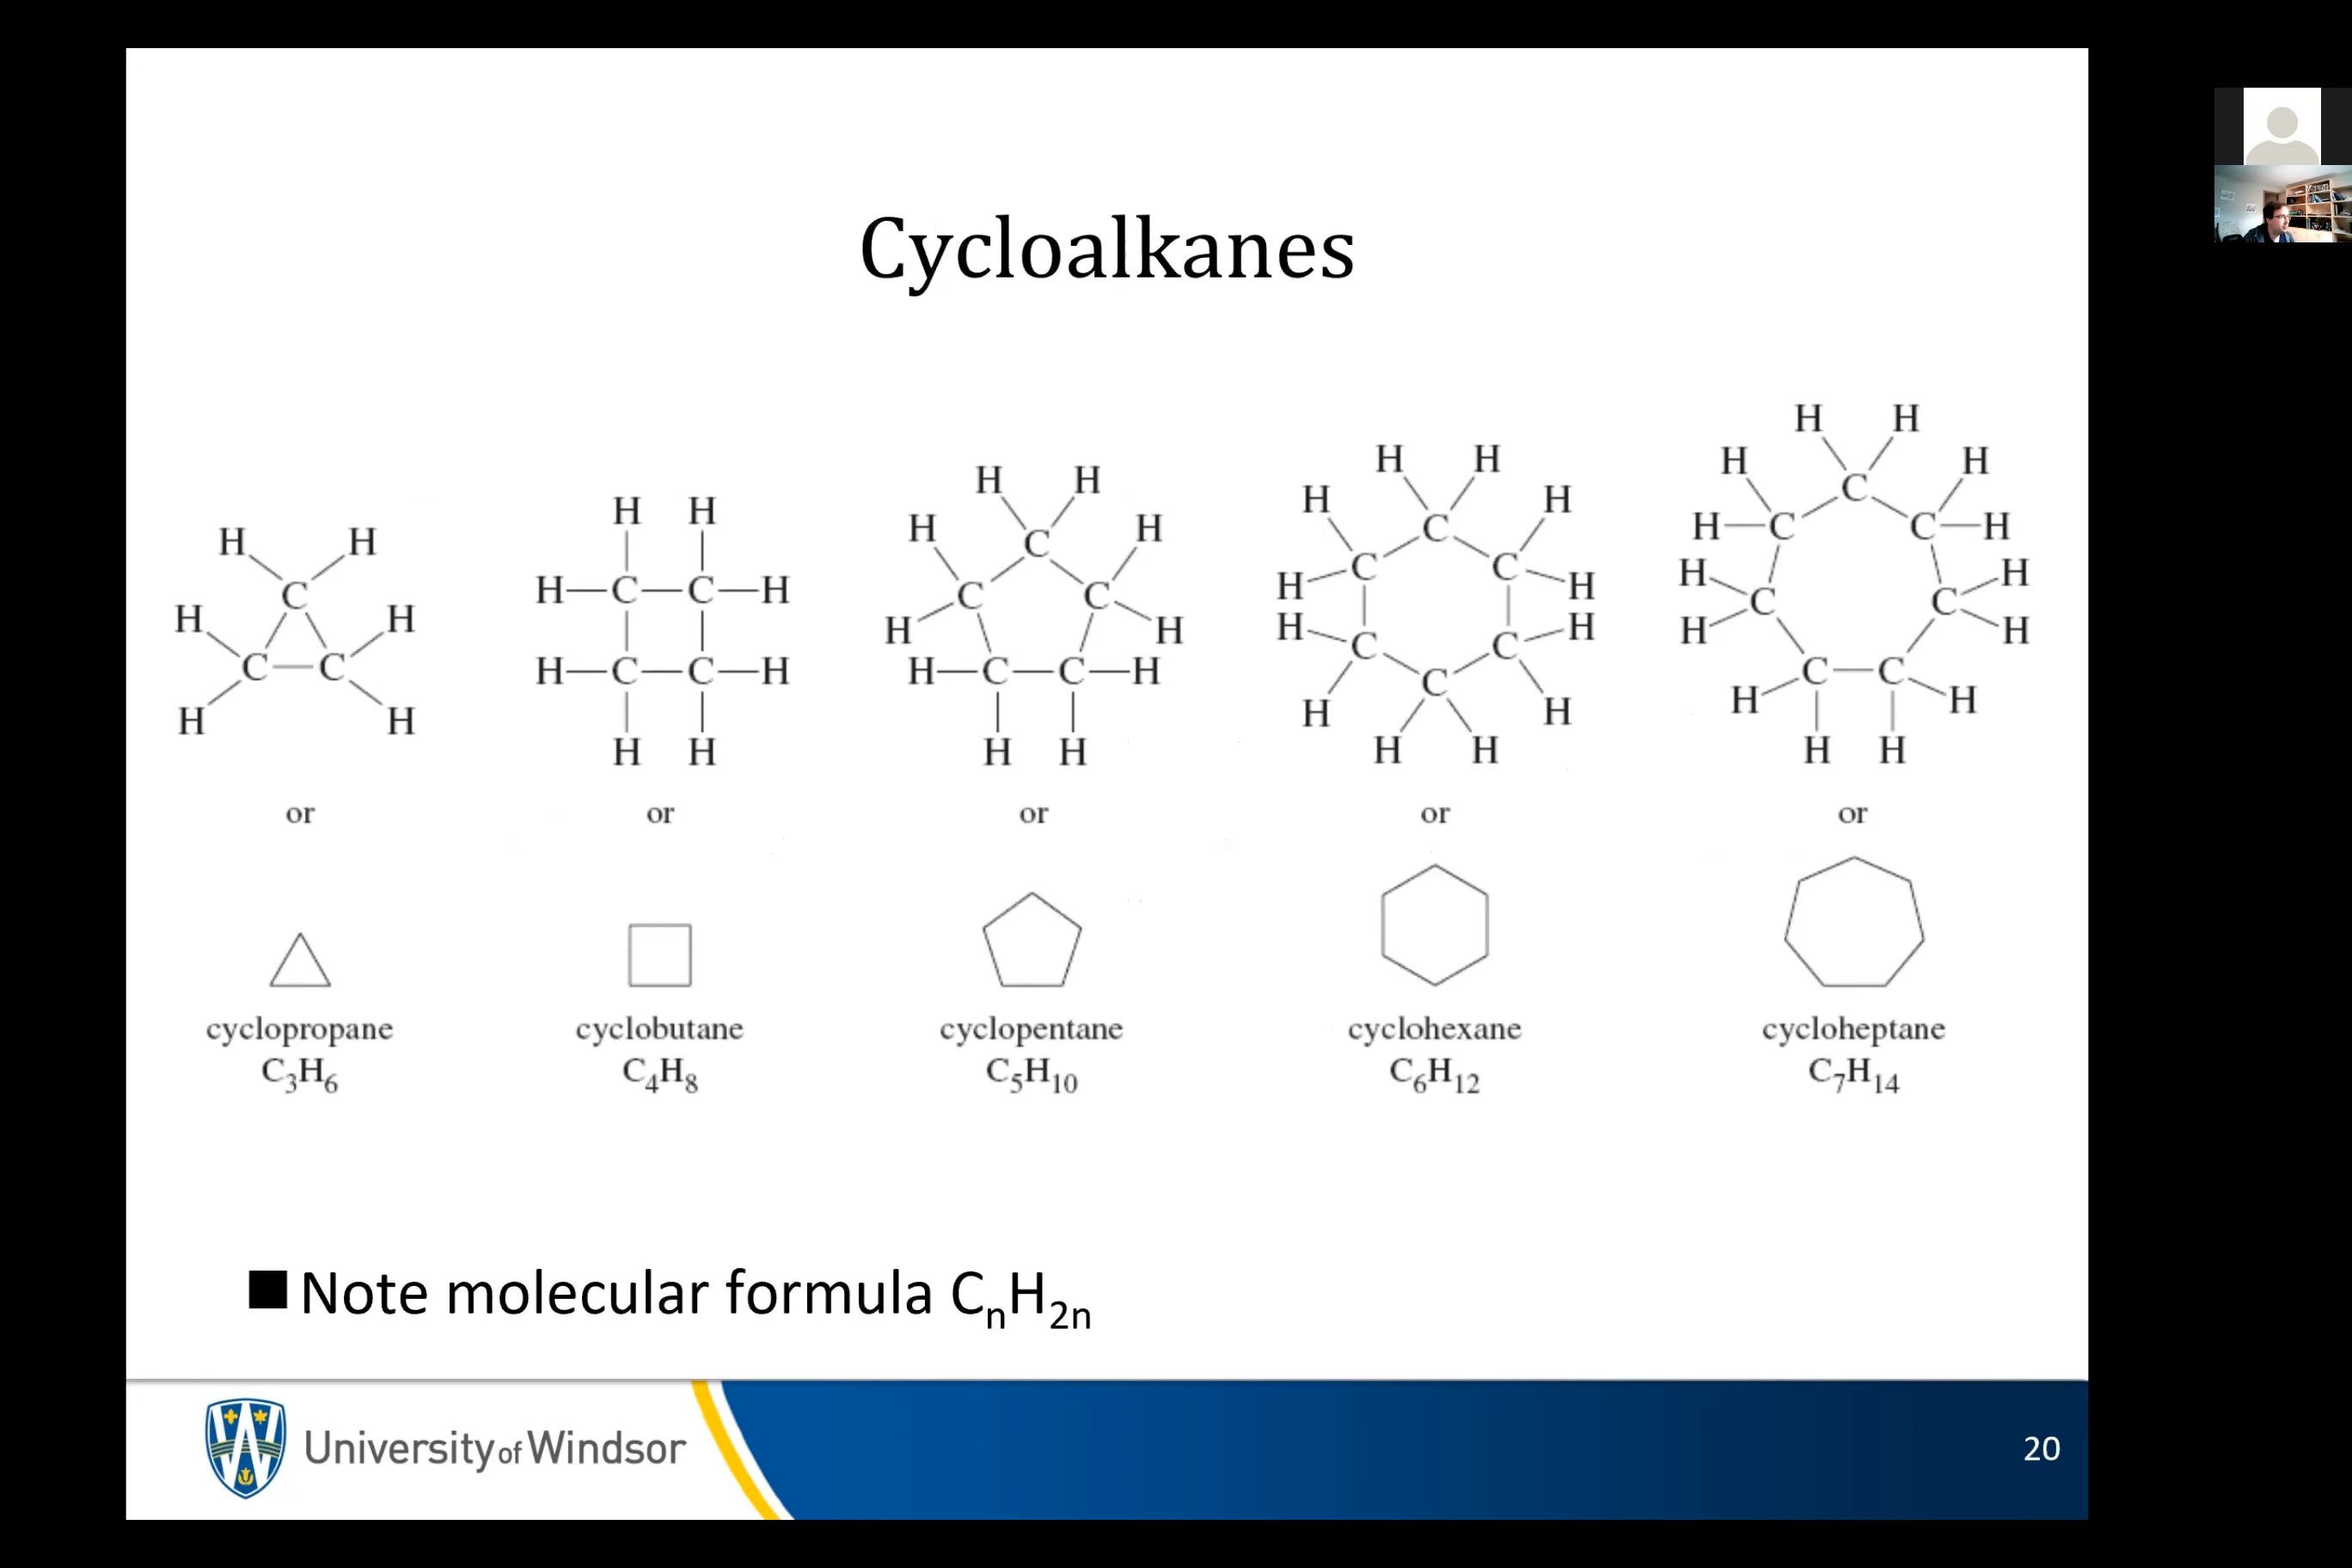 Cycloalkanes
H H H H H H
C C C
H H H H H H H H
H—C—C—H H—C—C—H
H H H H
H H H H H H H H H H
C C C C—C
H—C—C—H
H H
H H H H H H H H H H H H
C C C C C C
H H H H H H H H H H H H H H
H—C C C—H C C C—C
or or or or or
cyclopropane cyclobutane cyclopentane cyclohexane cycloheptane
C₃H₆ C₄H₈ C₅H₁₀ C₆H₁₂ C₇H₁₄
■ Note molecular formula CₙH₂ₙ
University of Windsor
20